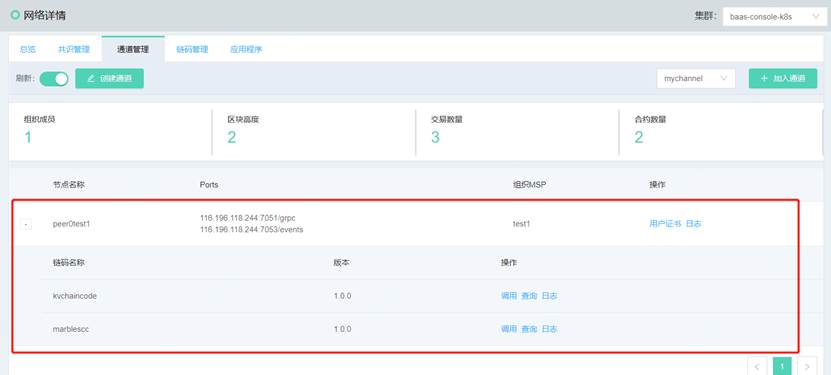 网络详情 集群: baas-console-k8s
总览 共识管理 通道管理 链码管理 应用程序
刷新: 创建通道 mychannel + 加入通道
组织成员 区块高度 交易数量 合约数量
1 2 3 2
节点名称 Ports 组织MSP 操作
116.196.118.244:7051/grpc
- peer0test1 test1 用户证书 日志
116.196.118.244:7053/events
链码名称 版本 操作
kvchaincode 1.0.0 调用 查询 日志
marblescc 1.0.0 调用 查询 日志
< 1 >